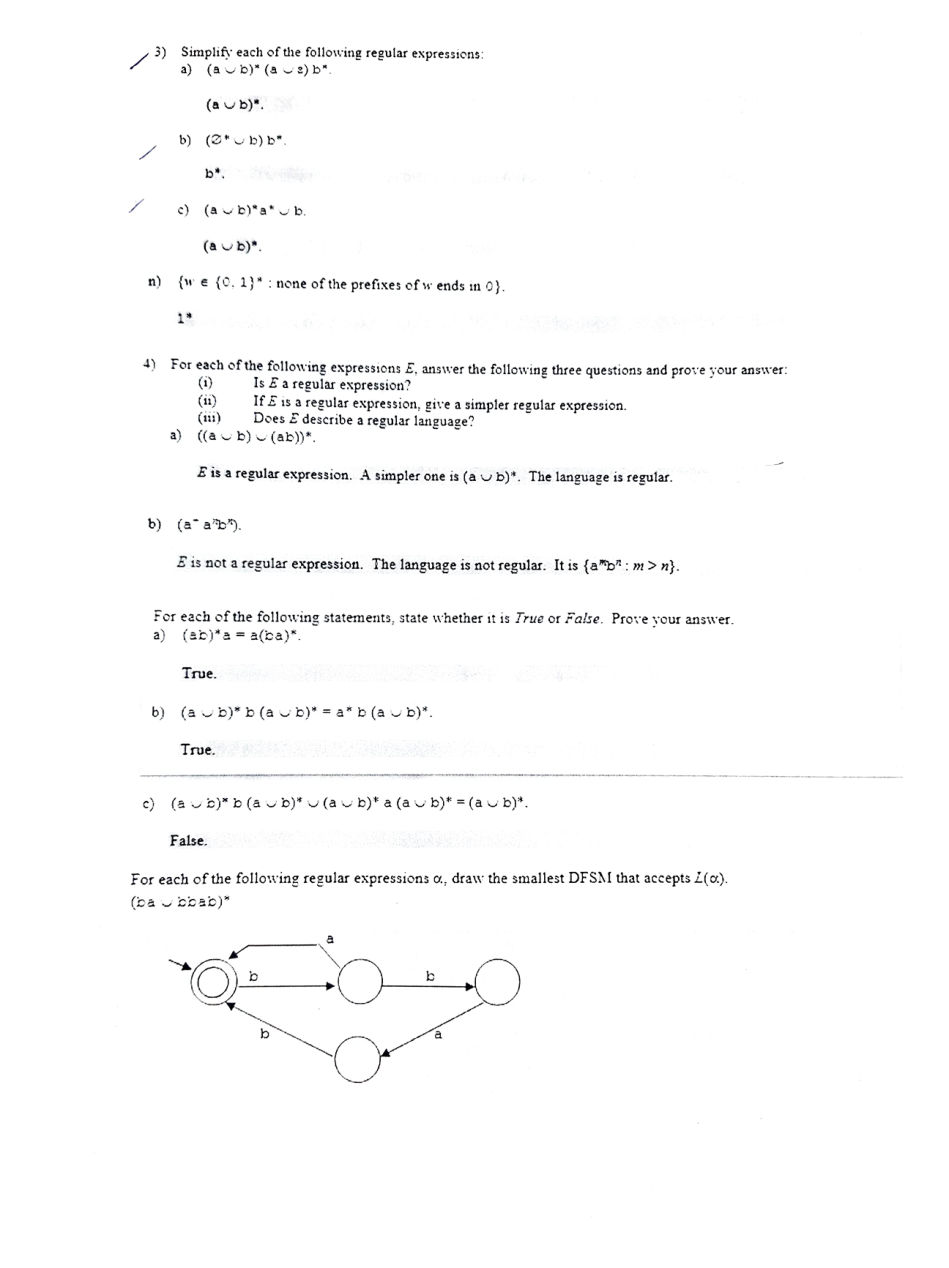 3) Simplify each of the following regular expressions:
a) (a ∪ b)* (a ∪ ε) b*.
(a ∪ b)*.
b) (∅* ∪ b) b*.
b*.
c) (a ∪ b)*a* ∪ b.
(a ∪ b)*.
n) {w ∈ {0, 1}* : none of the prefixes of w ends in 0}.
1*
4) For each of the following expressions E, answer the following three questions and prove your answer:
(i) Is E a regular expression?
(ii) If E is a regular expression, give a simpler regular expression.
(iii) Does E describe a regular language?
a) ((a ∪ b) ∪ (ab))*.
E is a regular expression. A simpler one is (a ∪ b)*. The language is regular.
b) (a⁺ aⁿbⁿ).
E is not a regular expression. The language is not regular. It is {aᵐbⁿ : m > n}.
For each of the following statements, state whether it is True or False. Prove your answer.
a) (ab)*a = a(ba)*.
True.
b) (a ∪ b)* b (a ∪ b)* = a* b (a ∪ b)*.
True.
c) (a ∪ b)* b (a ∪ b)* ∪ (a ∪ b)* a (a ∪ b)* = (a ∪ b)*.
False.
For each of the following regular expressions α, draw the smallest DFSM that accepts L(α).
(ba ∪ bbab)*
a
b
b
b
a